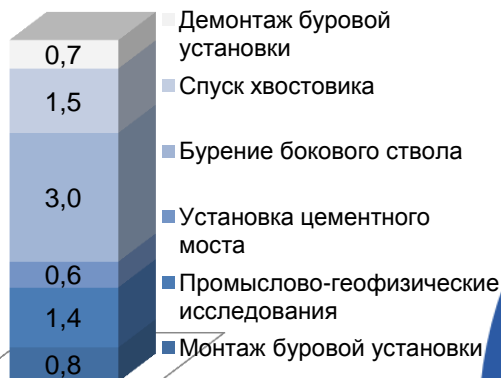 0,7
1,5
3,0
0,6
1,4
0,8
Демонтаж буровой
установки
Спуск хвостовика
Бурение бокового ствола
Установка цементного
моста
Промыслово-геофизические
исследования
Монтаж буровой установки